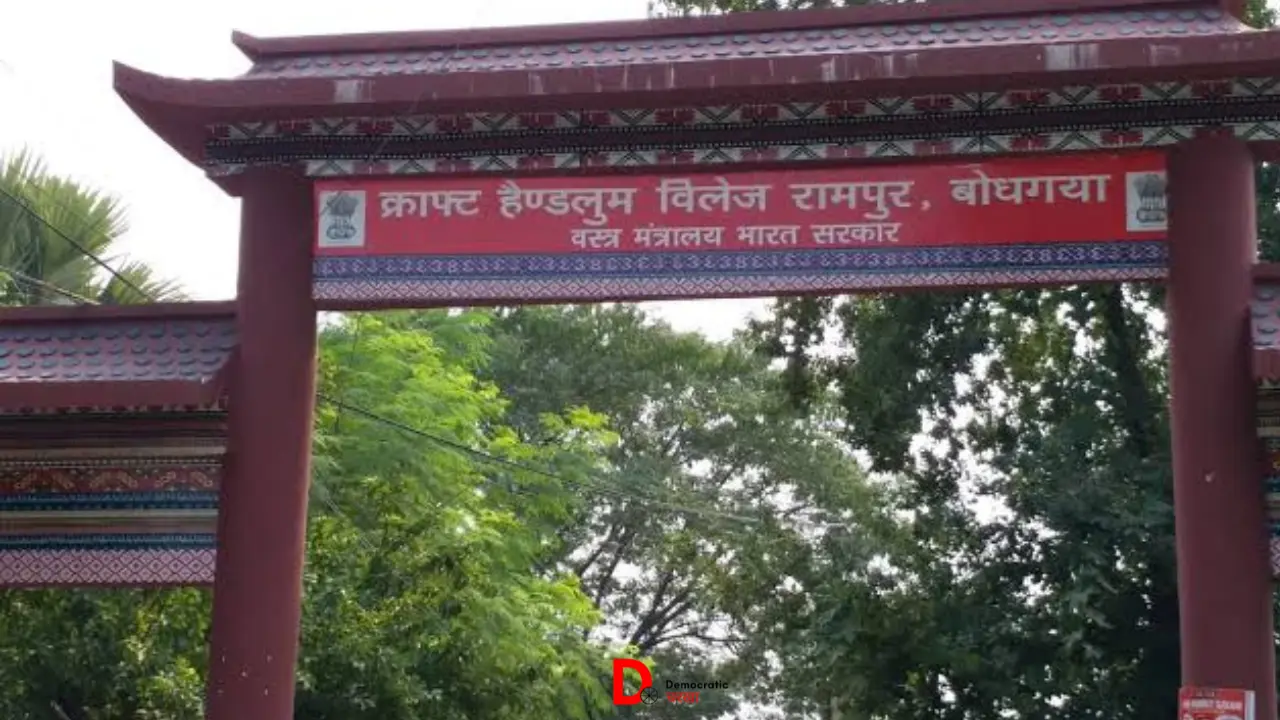 क्राफ्ट हैण्डलुम विलेज रामपुर, बोधगया
वस्त्र मंत्रालय भारत सरकार
Democratic